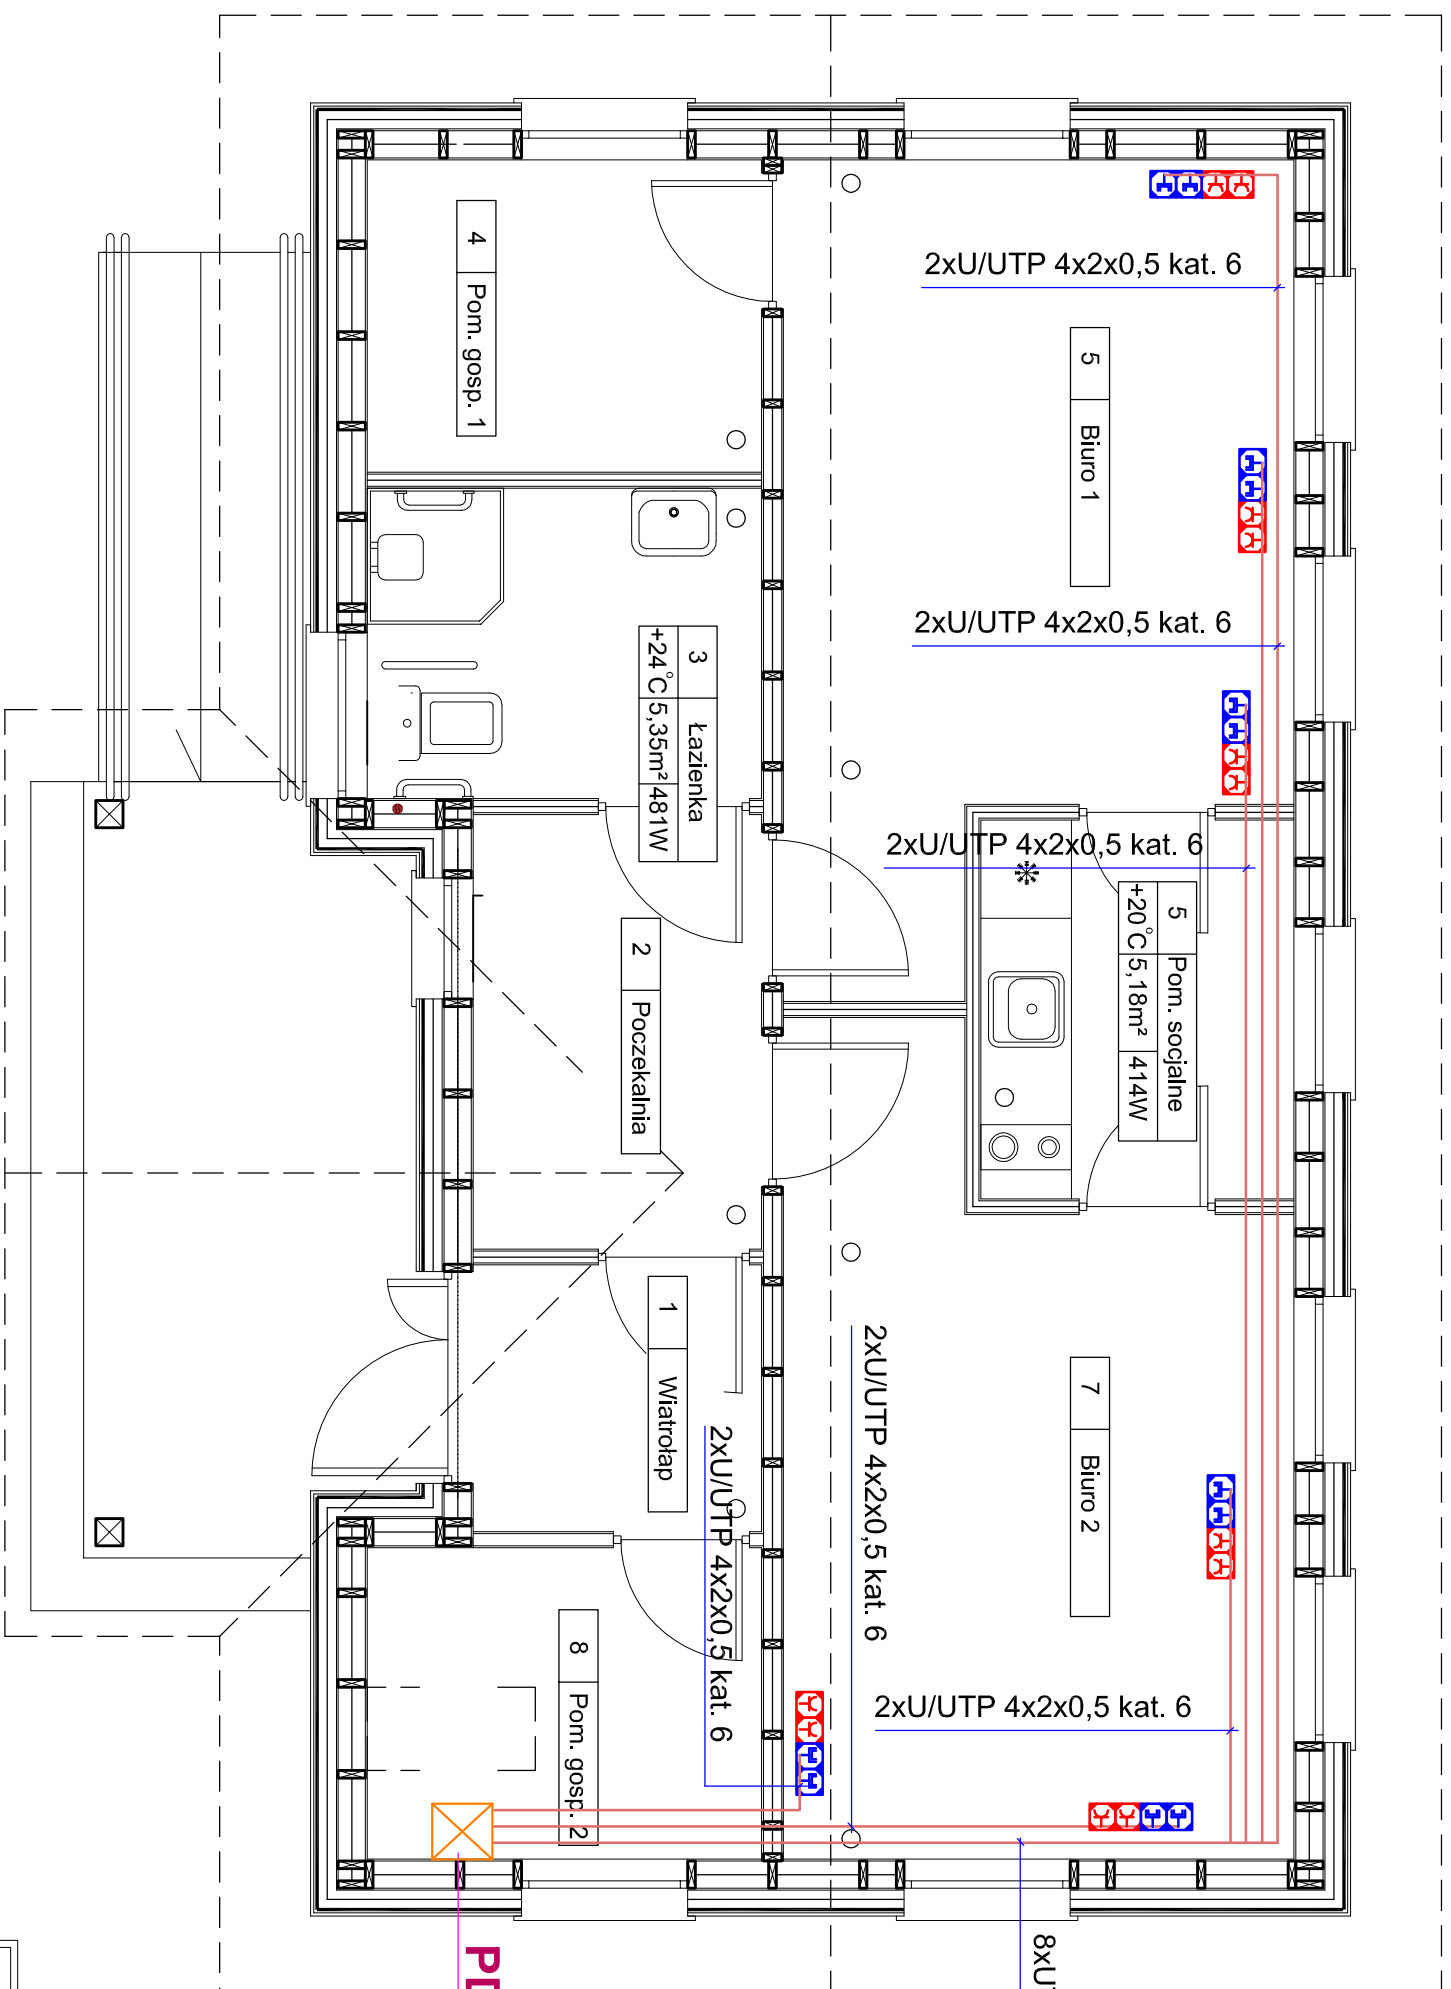 2xU/UTP 4x2x0,5 kat. 6
4 Pom. gosp. 1
5 Biuro 1
2xU/UTP 4x2x0,5 kat. 6
3 Łazienka
+24°C 5,35m² 481W
2xU/UTP 4x2x0,5 kat. 6
5 Pom. socjalne
+20°C 5,18m² 414W
2 Poczekalnia
1 Wiatrołap
2xU/UTP 4x2x0,5 kat. 6
7 Biuro 2
2xU/UTP 4x2x0,5 kat. 6
8 Pom. gosp. 2
2xU/UTP 4x2x0,5 kat. 6
8xU